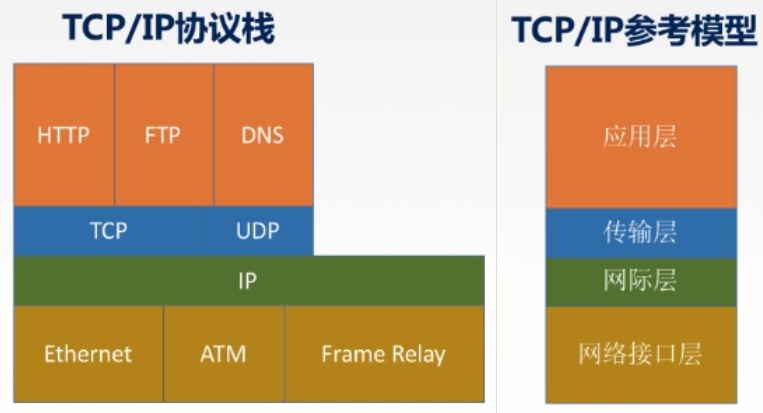 TCP/IP协议栈
HTTP FTP DNS
TCP UDP
IP
Ethernet ATM Frame Relay
TCP/IP参考模型
应用层
传输层
网际层
网络接口层